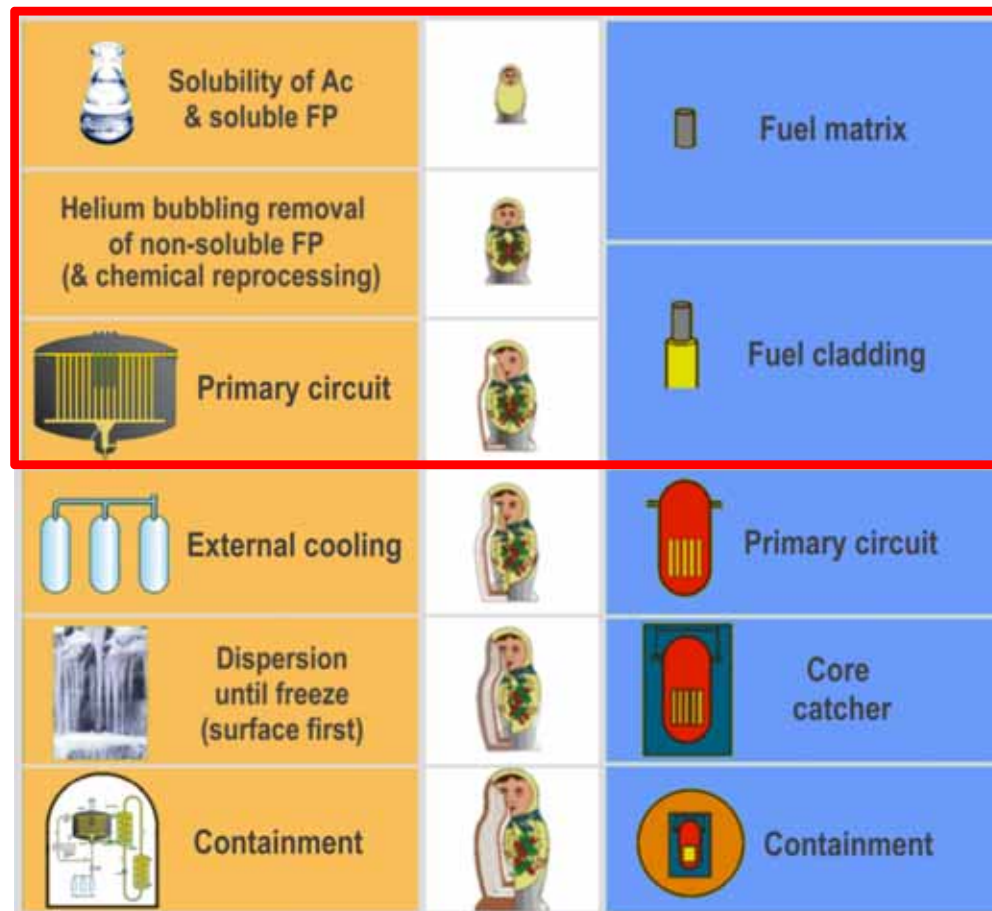 Solubility of Ac
& soluble FP
Fuel matrix
Helium bubbling removal
of non-soluble FP
(& chemical reprocessing)
Fuel cladding
Primary circuit
External cooling
Primary circuit
Dispersion
until freeze
(surface first)
Core
catcher
Containment
Containment